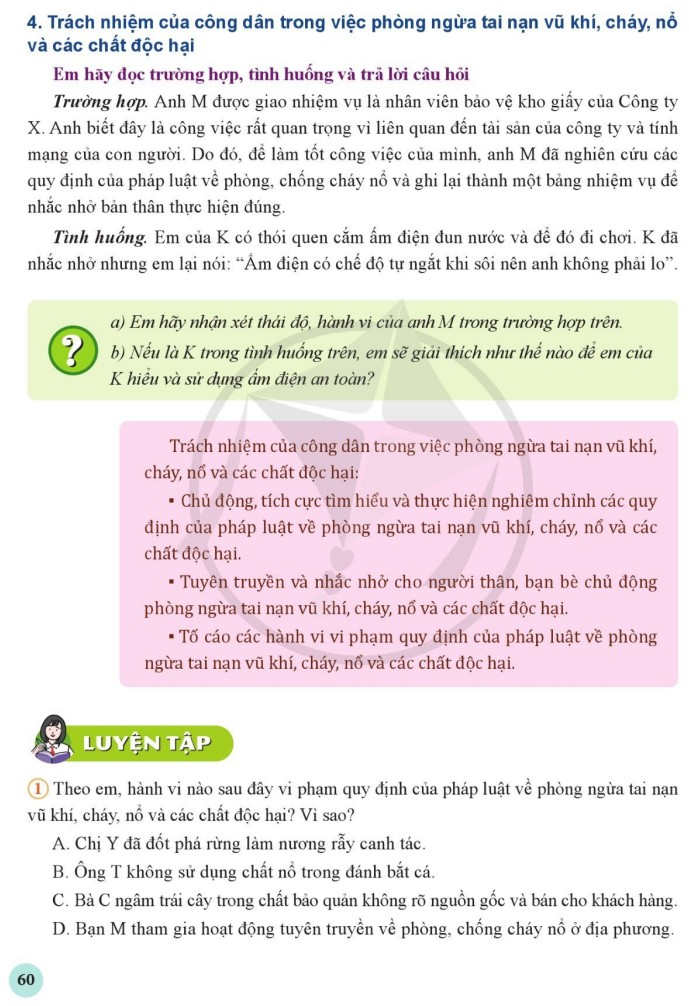 4. Trách nhiệm của công dân trong việc phòng ngừa tai nạn vũ khí, cháy, nổ
và các chất độc hại
Em hãy đọc trường hợp, tình huống và trả lời câu hỏi
Trường hợp. Anh M được giao nhiệm vụ là nhân viên bảo vệ kho giấy của Công ty
X. Anh biết đây là công việc rất quan trọng vì liên quan đến tài sản của công ty và tính
mạng của con người. Do đó, để làm tốt công việc của mình, anh M đã nghiên cứu các
quy định của pháp luật về phòng, chống cháy nổ và ghi lại thành một bảng nhiệm vụ để
nhắc nhở bản thân thực hiện đúng.
Tình huống. Em của K có thói quen cắm ấm điện đun nước và để đó đi chơi. K đã
nhắc nhở nhưng em lại nói: “Ấm điện có chế độ tự ngắt khi sôi nên anh không phải lo”.
?
a) Em hãy nhận xét thái độ, hành vi của anh M trong trường hợp trên.
b) Nếu là K trong tình huống trên, em sẽ giải thích như thế nào để em của
K hiểu và sử dụng ấm điện an toàn?
Trách nhiệm của công dân trong việc phòng ngừa tai nạn vũ khí,
cháy, nổ và các chất độc hại:
▪ Chủ động, tích cực tìm hiểu và thực hiện nghiêm chỉnh các quy
định của pháp luật về phòng ngừa tai nạn vũ khí, cháy, nổ và các
chất độc hại.
▪ Tuyên truyền và nhắc nhở cho người thân, bạn bè chủ động
phòng ngừa tai nạn vũ khí, cháy, nổ và các chất độc hại.
▪ Tố cáo các hành vi vi phạm quy định của pháp luật về phòng
ngừa tai nạn vũ khí, cháy, nổ và các chất độc hại.
LUYỆN TẬP
1 Theo em, hành vi nào sau đây vi phạm quy định của pháp luật về phòng ngừa tai nạn
vũ khí, cháy, nổ và các chất độc hại? Vì sao?
A. Chị Y đã đốt phá rừng làm nương rẫy canh tác.
B. Ông T không sử dụng chất nổ trong đánh bắt cá.
C. Bà C ngâm trái cây trong chất bảo quản không rõ nguồn gốc và bán cho khách hàng.
D. Bạn M tham gia hoạt động tuyên truyền về phòng, chống cháy nổ ở địa phương.
60